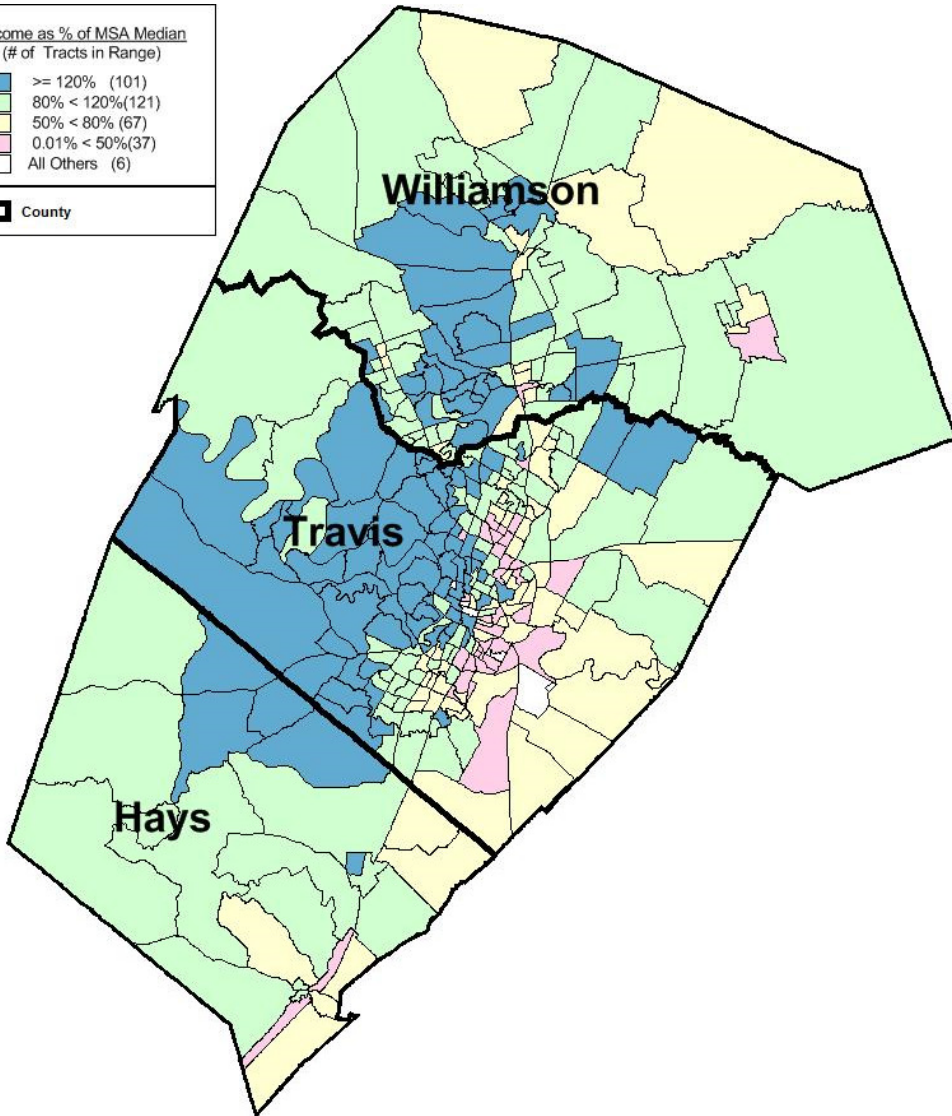 come as % of MSA Median
(# of Tracts in Range)
>= 120% (101)
80% < 120%(121)
50% < 80% (67)
0.01% < 50%(37)
All Others (6)
County
Williamson
Travis
Hays